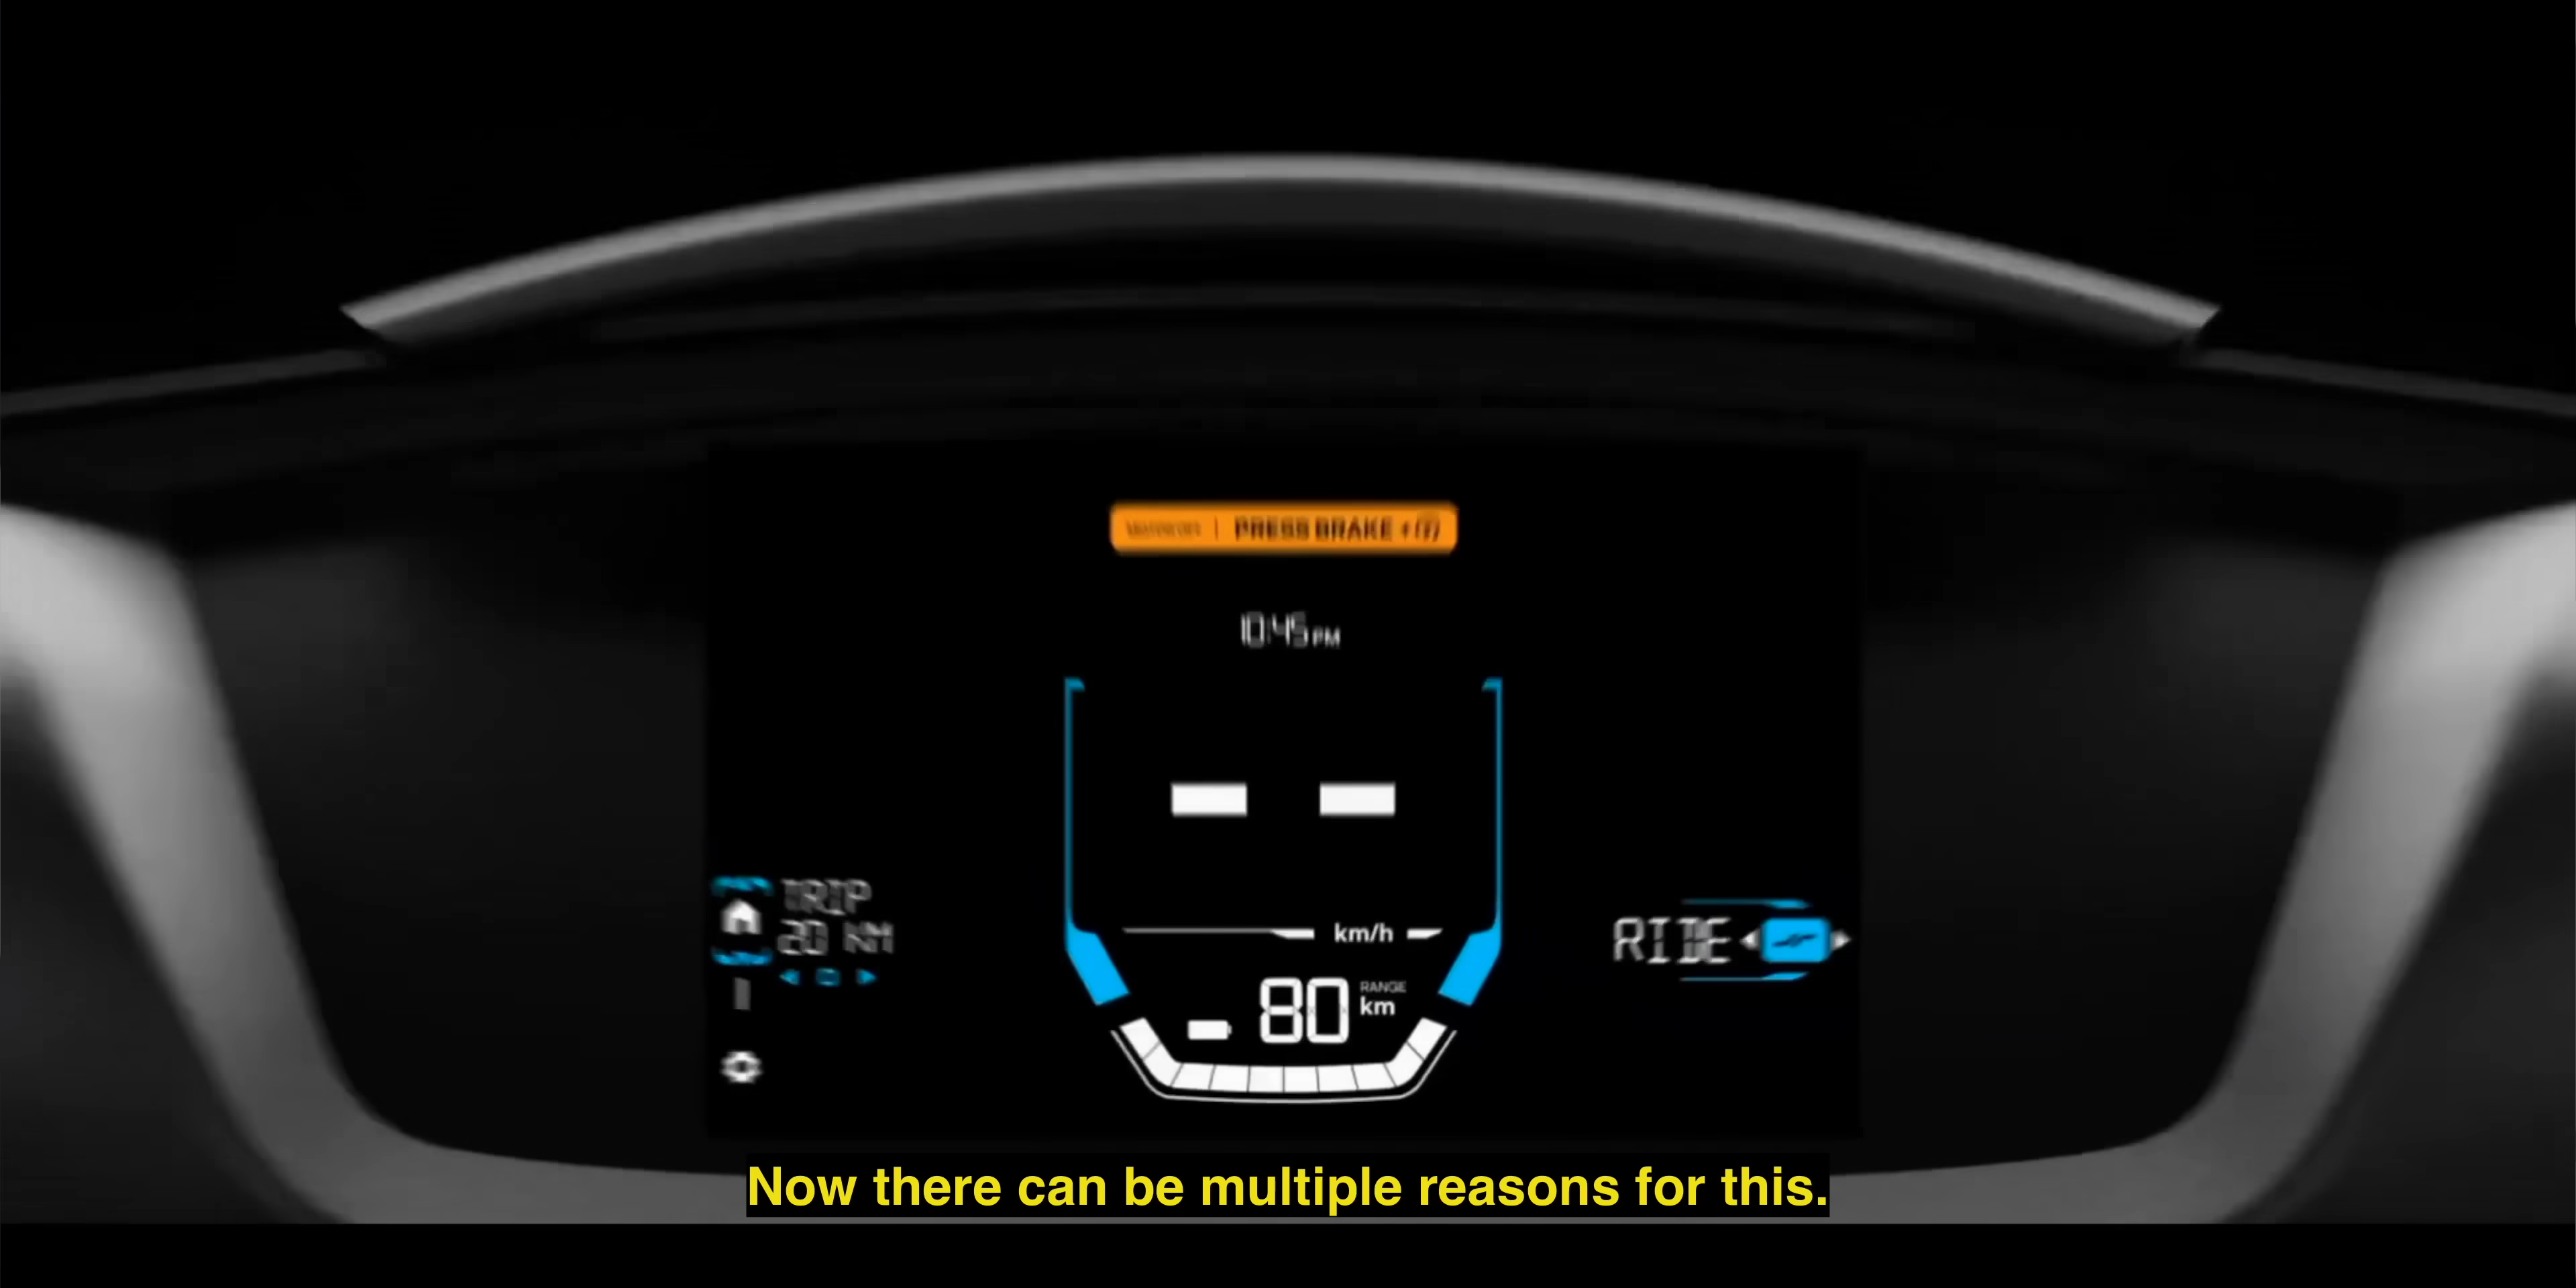 PRESS BRAKE +
10:45 PM
km/h
TRIP
20 KM
RIDE
80 RANGE km
Now there can be multiple reasons for this.